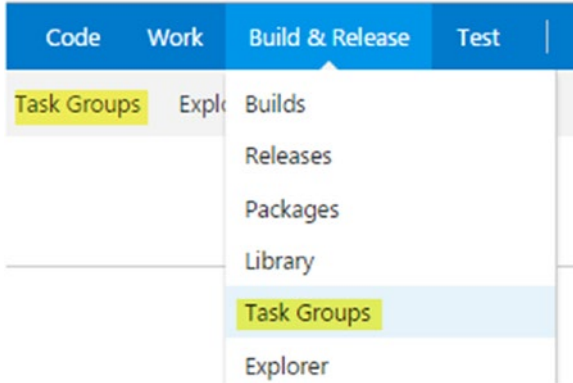 Code Work Build & Release Test
Task Groups Explo
Builds
Releases
Packages
Library
Task Groups
Explorer